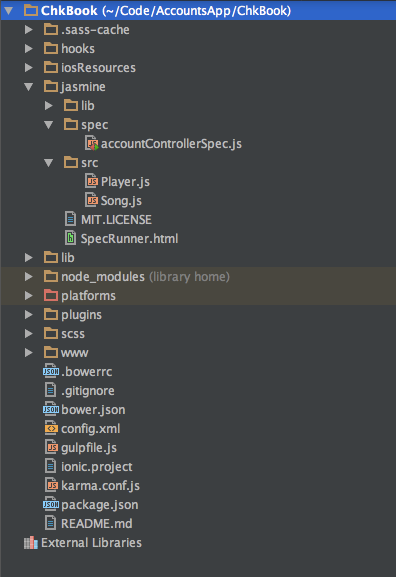 ChkBook (~/Code/AccountsApp/ChkBook)
.sass-cache
hooks
iosResources
jasmine
lib
spec
accountControllerSpec.js
src
Player.js
Song.js
MIT.LICENSE
SpecRunner.html
lib
node_modules (library home)
platforms
plugins
scss
www
.bowerrc
.gitignore
bower.json
config.xml
gulpfile.js
ionic.project
karma.conf.js
package.json
README.md
External Libraries